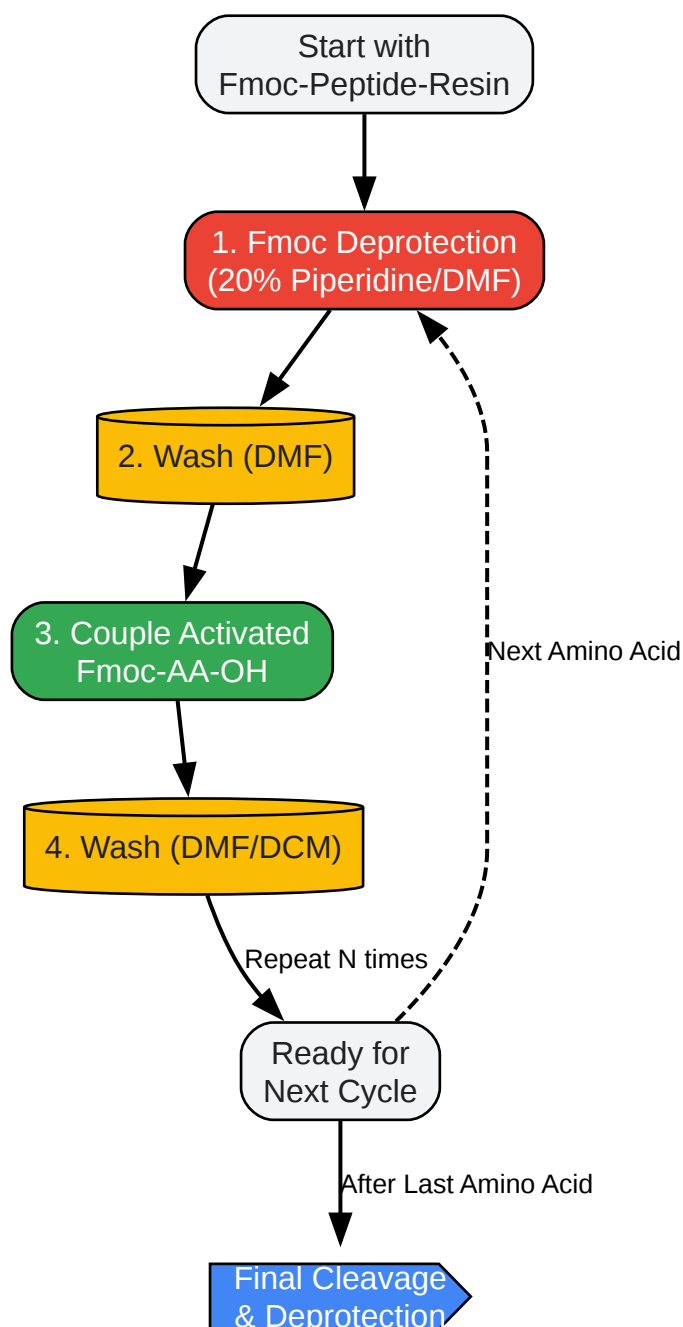 Start with
Fmoc-Peptide-Resin
1. Fmoc Deprotection
(20% Piperidine/DMF)
2. Wash (DMF)
3. Couple Activated
Fmoc-AA-OH
Next Amino Acid
4. Wash (DMF/DCM)
Repeat N times
Ready for
Next Cycle
After Last Amino Acid
Final Cleavage
& Deprotection